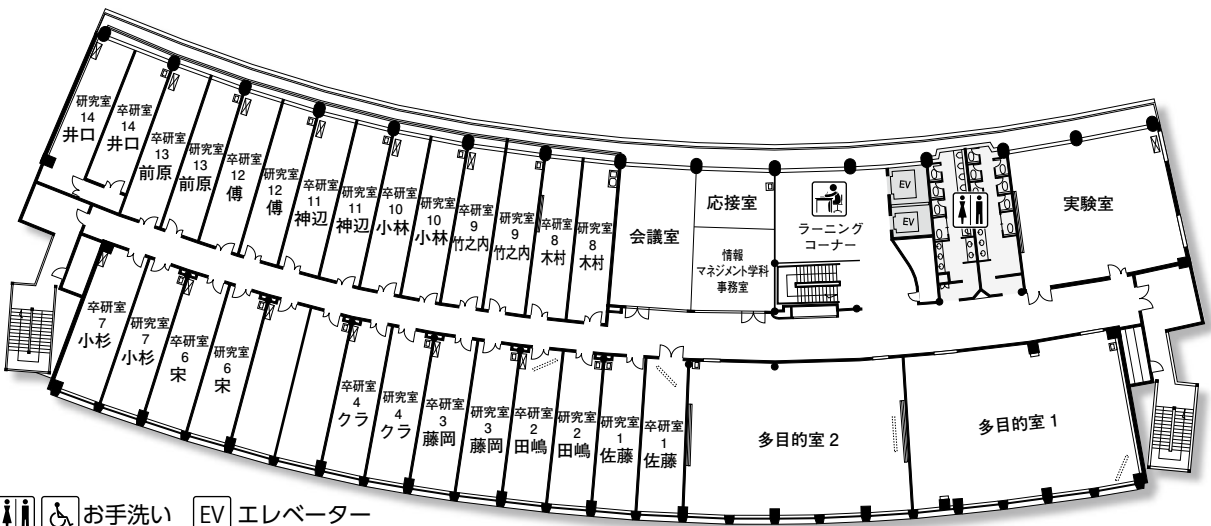 研究室
14
井口
卒研室
14
井口
卒研室
13
前原
研究室
13
前原
卒研室
12
傅
研究室
12
傅
卒研室
11
神辺
研究室
11
神辺
卒研室
10
小林
研究室
10
小林
卒研室
9
竹之内
研究室
9
竹之内
卒研室
8
木村
研究室
8
木村
会議室
応接室
情報
マネジメント学科
事務室
ラーニング
コーナー
EV
EV
実験室
卒研室
7
小杉
研究室
7
小杉
卒研室
6
宋
研究室
6
宋
卒研室
4
クラ
研究室
4
クラ
卒研室
3
藤岡
研究室
3
藤岡
卒研室
2
田嶋
研究室
2
田嶋
研究室
1
佐藤
卒研室
1
佐藤
多目的室 2
多目的室 1
お手洗い EV エレベーター